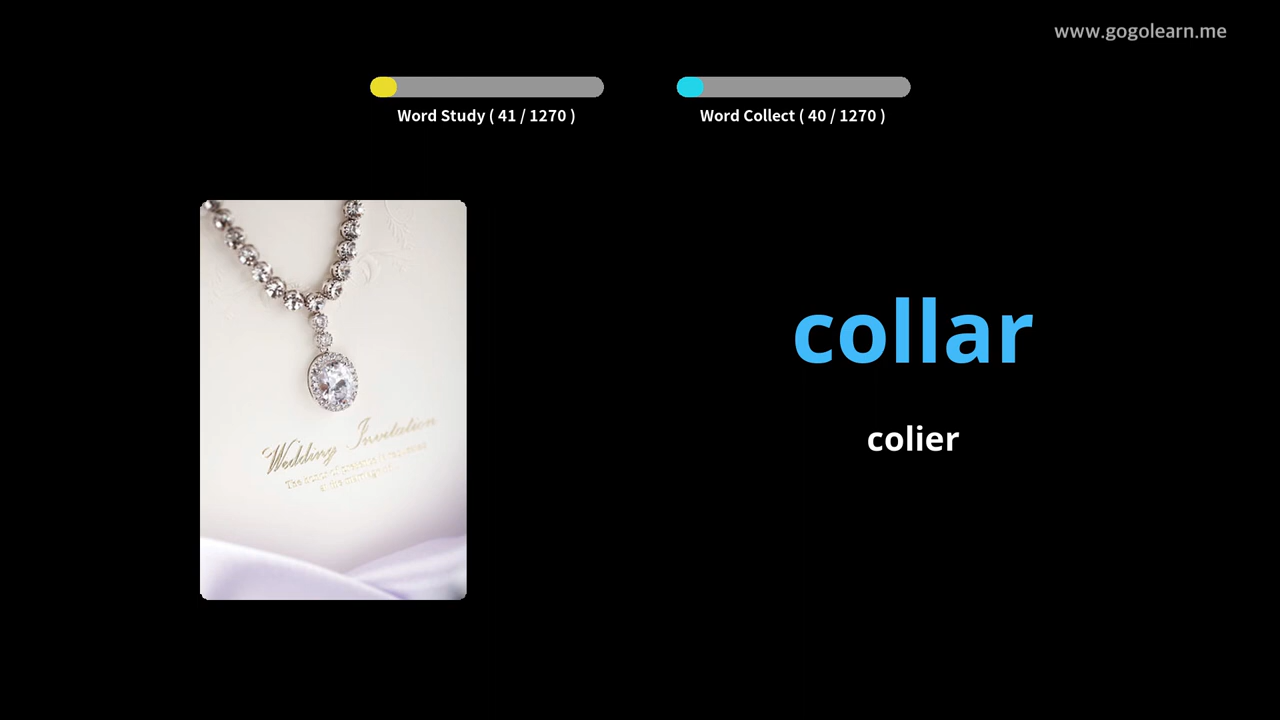 www.gogolearn.me
Word Study ( 41 / 1270 )
Word Collect ( 40 / 1270 )
collar
colier
Wedding Invitation